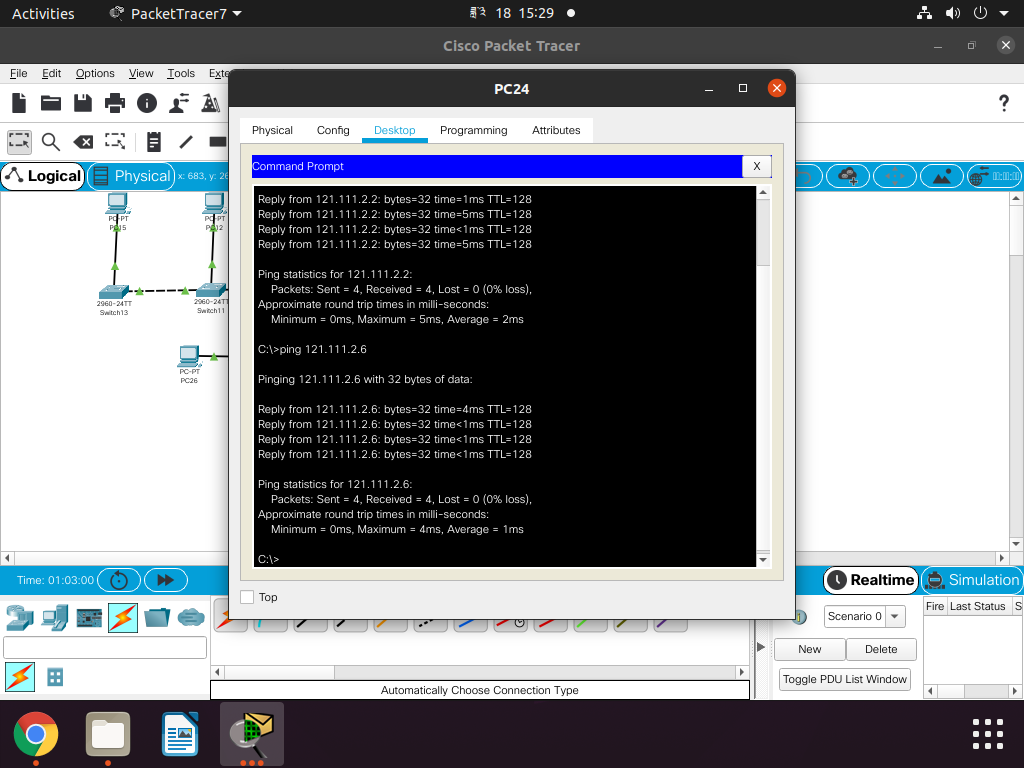 Activities
PacketTracer7
18 15:29
Cisco Packet Tracer
File Edit Options View Tools Exte
PC24
Physical Config Desktop Programming Attributes
Command Prompt
X
Logical
Physical
x: 683, y: 26
PC-PT
PC15
PC-PT
2960-24TT
Switch13
2960-24TT
Switch11
PC-PT
PC26
Reply from 121.111.2.2: bytes=32 time=1ms TTL=128
Reply from 121.111.2.2: bytes=32 time=5ms TTL=128
Reply from 121.111.2.2: bytes=32 time<1ms TTL=128
Reply from 121.111.2.2: bytes=32 time=5ms TTL=128
Ping statistics for 121.111.2.2:
Packets: Sent = 4, Received = 4, Lost = 0 (0% loss),
Approximate round trip times in milli-seconds:
Minimum = 0ms, Maximum = 5ms, Average = 2ms
C:\>ping 121.111.2.6
Pinging 121.111.2.6 with 32 bytes of data:
Reply from 121.111.2.6: bytes=32 time=4ms TTL=128
Reply from 121.111.2.6: bytes=32 time<1ms TTL=128
Reply from 121.111.2.6: bytes=32 time<1ms TTL=128
Reply from 121.111.2.6: bytes=32 time<1ms TTL=128
Ping statistics for 121.111.2.6:
Packets: Sent = 4, Received = 4, Lost = 0 (0% loss),
Approximate round trip times in milli-seconds:
Minimum = 0ms, Maximum = 4ms, Average = 1ms
C:\>
Top
Time: 01:03:00
Realtime
Simulation
Scenario 0
Fire Last Status S
New
Delete
Toggle PDU List Window
Automatically Choose Connection Type